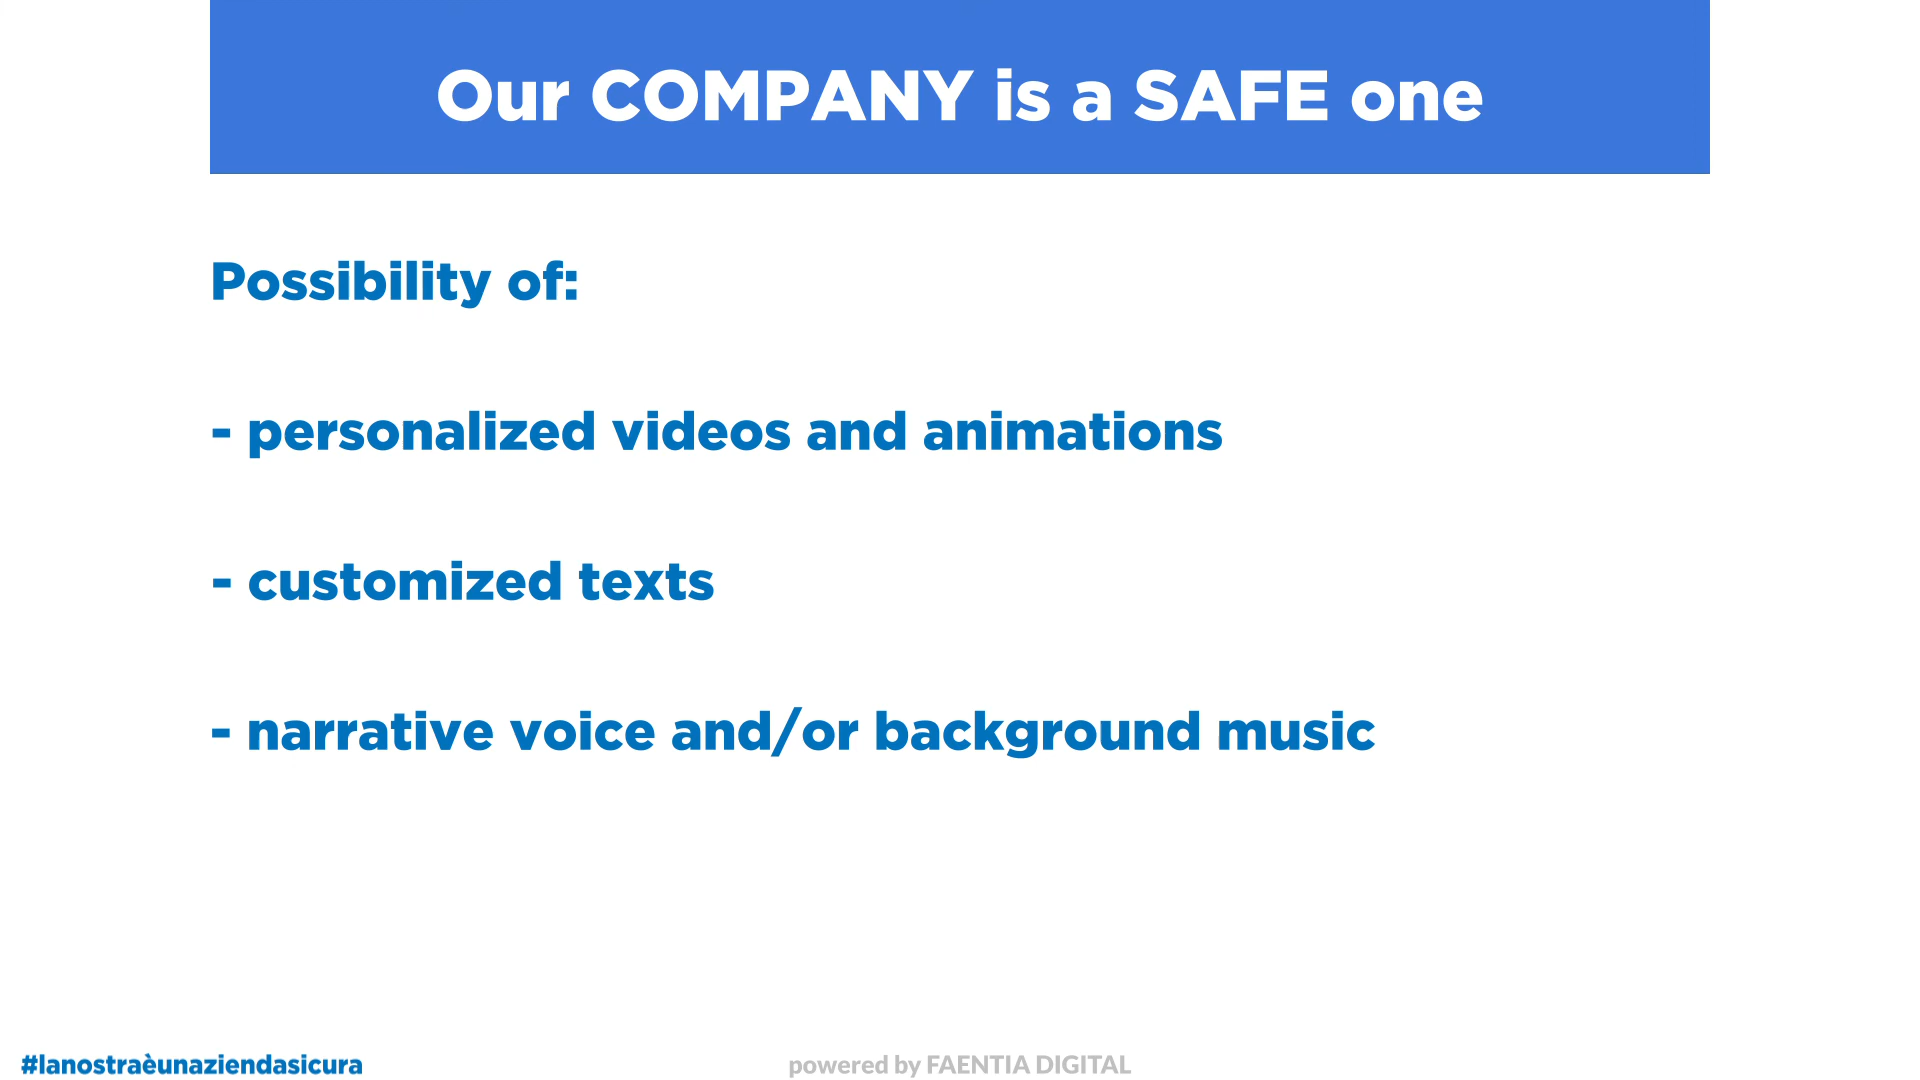 Our COMPANY is a SAFE one
Possibility of:
- personalized videos and animations
- customized texts
- narrative voice and/or background music
#lanostraèunaziendasicura
powered by FAENTIA DIGITAL